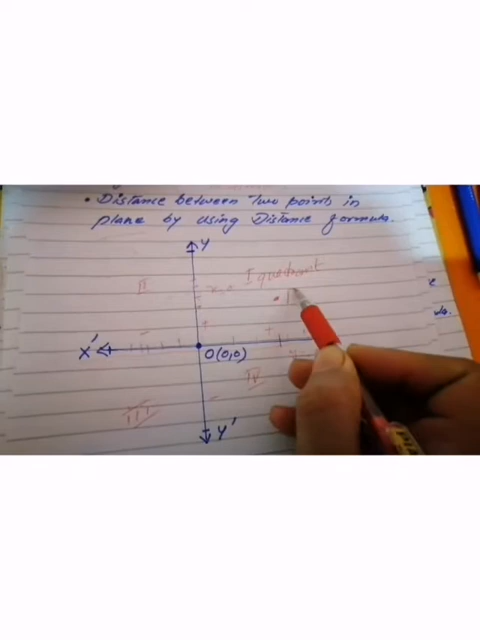 • Distance between Two points in
plane by using Distance formula.
Y
II
I quadrant
X'
O(0,0)
IV
III
Y'